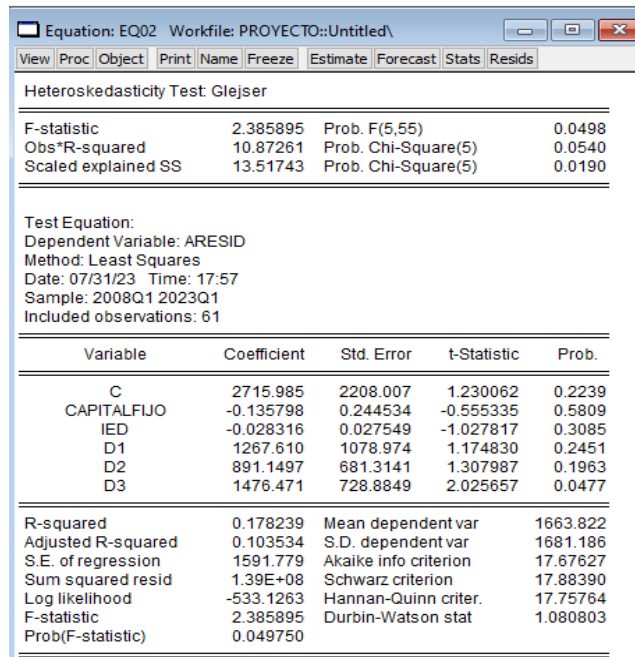 Equation: EQ02 Workfile: PROYECTO::Untitled\
View Proc Object Print Name Freeze Estimate Forecast Stats Resids
Heteroskedasticity Test: Glejser
F-statistic 2.385895 Prob. F(5,55) 0.0498
Obs*R-squared 10.87261 Prob. Chi-Square(5) 0.0540
Scaled explained SS 13.51743 Prob. Chi-Square(5) 0.0190
Test Equation:
Dependent Variable: ARESID
Method: Least Squares
Date: 07/31/23 Time: 17:57
Sample: 2008Q1 2023Q1
Included observations: 61
Variable Coefficient Std. Error t-Statistic Prob.
C 2715.985 2208.007 1.230062 0.2239
CAPITALFIJO -0.135798 0.244534 -0.555335 0.5809
IED -0.028316 0.027549 -1.027817 0.3085
D1 1267.610 1078.974 1.174830 0.2451
D2 891.1497 681.3141 1.307987 0.1963
D3 1476.471 728.8849 2.025657 0.0477
R-squared 0.178239 Mean dependent var 1663.822
Adjusted R-squared 0.103534 S.D. dependent var 1681.186
S.E. of regression 1591.779 Akaike info criterion 17.67627
Sum squared resid 1.39E+08 Schwarz criterion 17.88390
Log likelihood -533.1263 Hannan-Quinn criter. 17.75764
F-statistic 2.385895 Durbin-Watson stat 1.080803
Prob(F-statistic) 0.049750